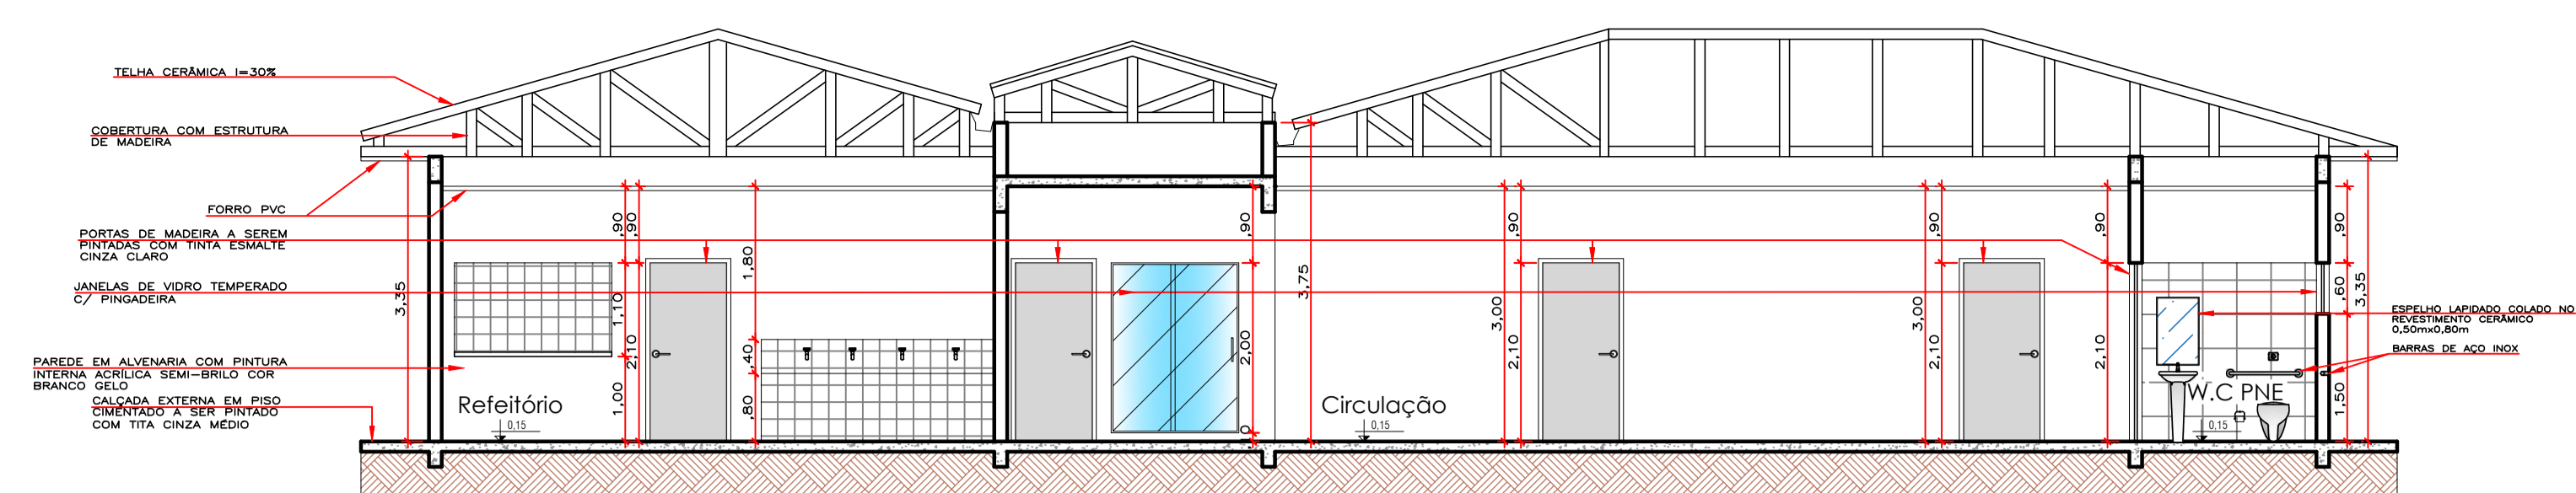 TELHA CERÂMICA I=30%
COBERTURA COM ESTRUTURA
DE MADEIRA
FORRO PVC
PORTAS DE MADEIRA A SEREM
PINTADAS COM TINTA ESMALTE
CINZA CLARO
JANELAS DE VIDRO TEMPERADO
C/ PINGADEIRA
PAREDE EM ALVENARIA COM PINTURA
INTERNA ACRÍLICA SEMI-BRILO COR
BRANCO GELO
CALÇADA EXTERNA EM PISO
CIMENTADO A SER PINTADO
COM TITA CINZA MÉDIO
3,35
Refeitório
0,15
,90
1,10
1,00
,90
2,10
1,80
,40
,80
,90
2,00
3,75
Circulação
0,15
3,00
,90
2,10
3,00
,90
2,10
,90
2,10
W.C PNE
0,15
,90
,60
1,50
3,35
ESPELHO LAPIDADO COLADO NO
REVESTIMENTO CERÂMICO
0,50mx0,80m
BARRAS DE AÇO INOX